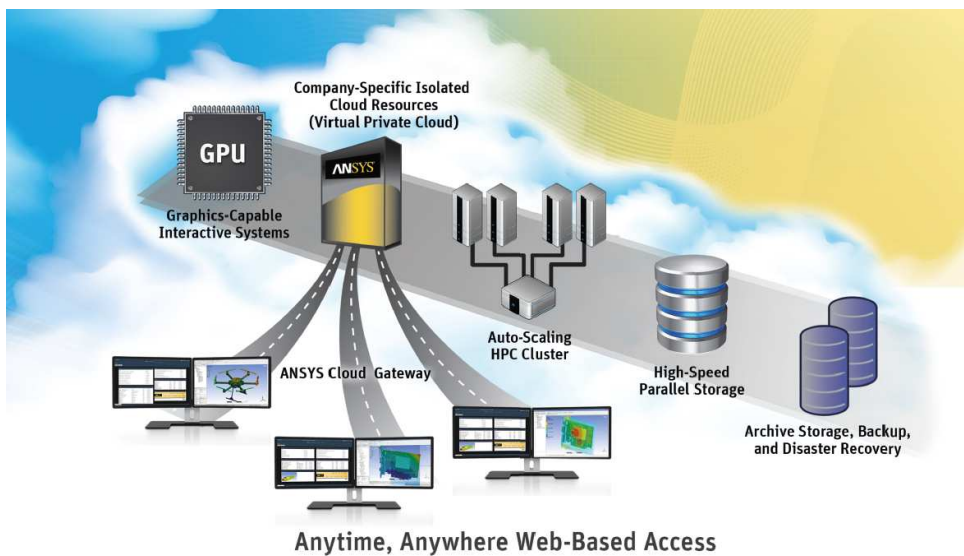 Company-Specific Isolated
Cloud Resources
(Virtual Private Cloud)
GPU
ANSYS
Graphics-Capable
Interactive Systems
Auto-Scaling
HPC Cluster
ANSYS Cloud Gateway
High-Speed
Parallel Storage
Archive Storage, Backup,
and Disaster Recovery
Anytime, Anywhere Web-Based Access